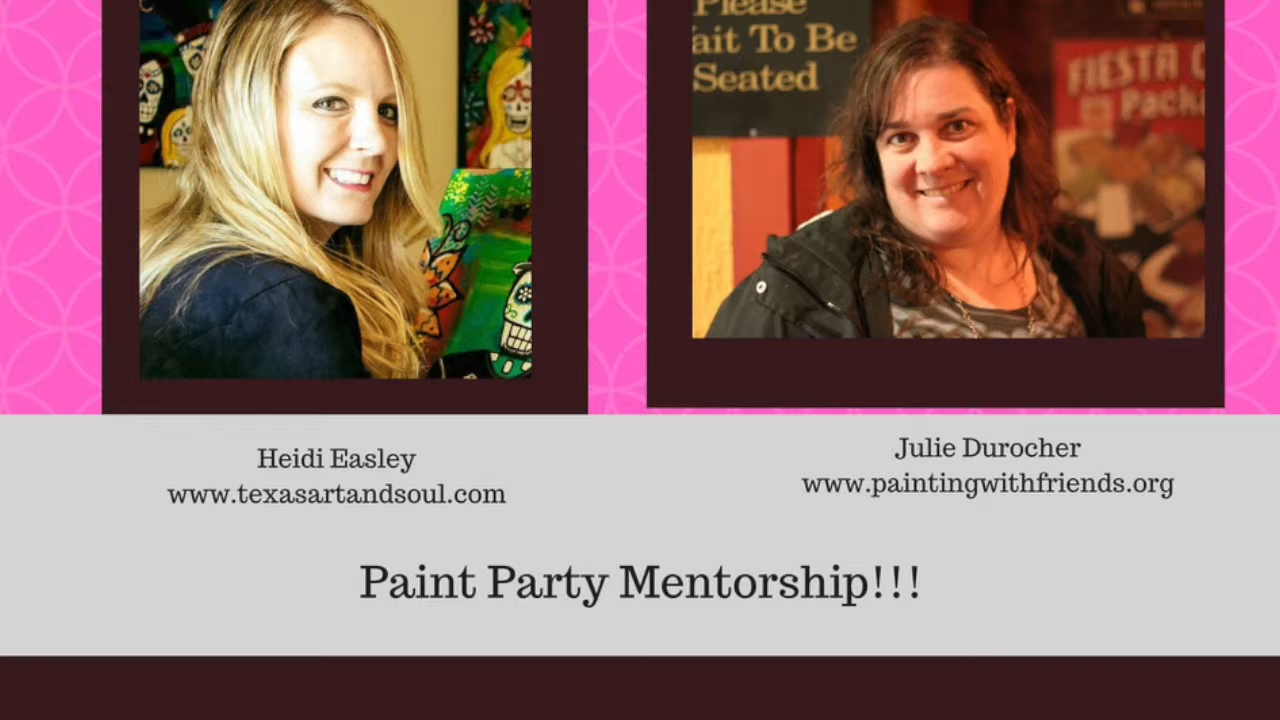 Please
ait To Be
Seated
FIESTA
Packi
Heidi Easley
www.texasartandsoul.com
Julie Durocher
www.paintingwithfriends.org
Paint Party Mentorship!!!